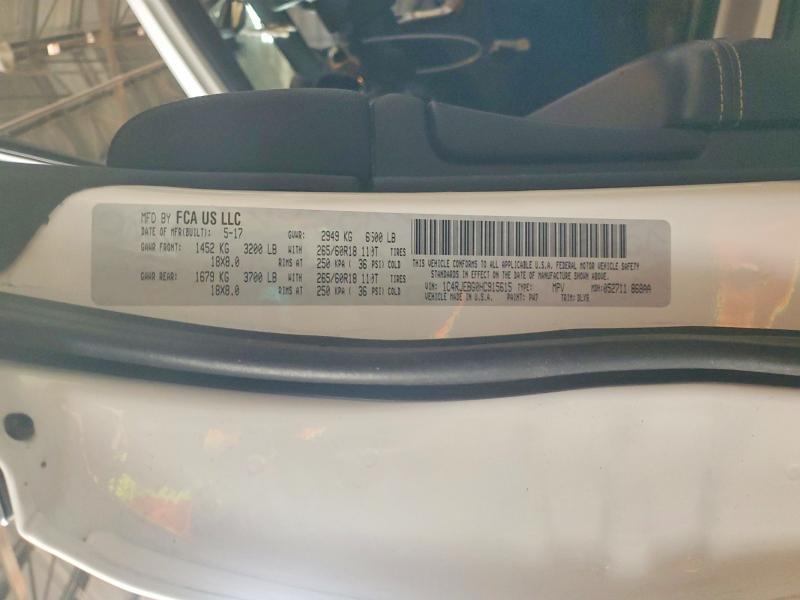 MFD BY FCA US LLC
DATE OF MFR(BUILT): 5-17 GVWR: 2949 KG 6500 LB
GAWR FRONT: 1452 KG 3200 LB WITH 265/60R18 110T TIRES
18X8.0 RIMS AT 250 KPA ( 36 PSI) COLD
GAWR REAR: 1679 KG 3700 LB WITH 265/60R18 110T TIRES
18X8.0 RIMS AT 250 KPA ( 36 PSI) COLD
THIS VEHICLE CONFORMS TO ALL APPLICABLE U.S.A. FEDERAL MOTOR VEHICLE SAFETY
STANDARDS IN EFFECT ON THE DATE OF MANUFACTURE SHOWN ABOVE.
VIN: 1C4RJEBG0HC915615 TYPE: MPV MDH: 052711 868AA
VEHICLE MADE IN U.S.A. PAINT: PW7 TRIM: DLX9